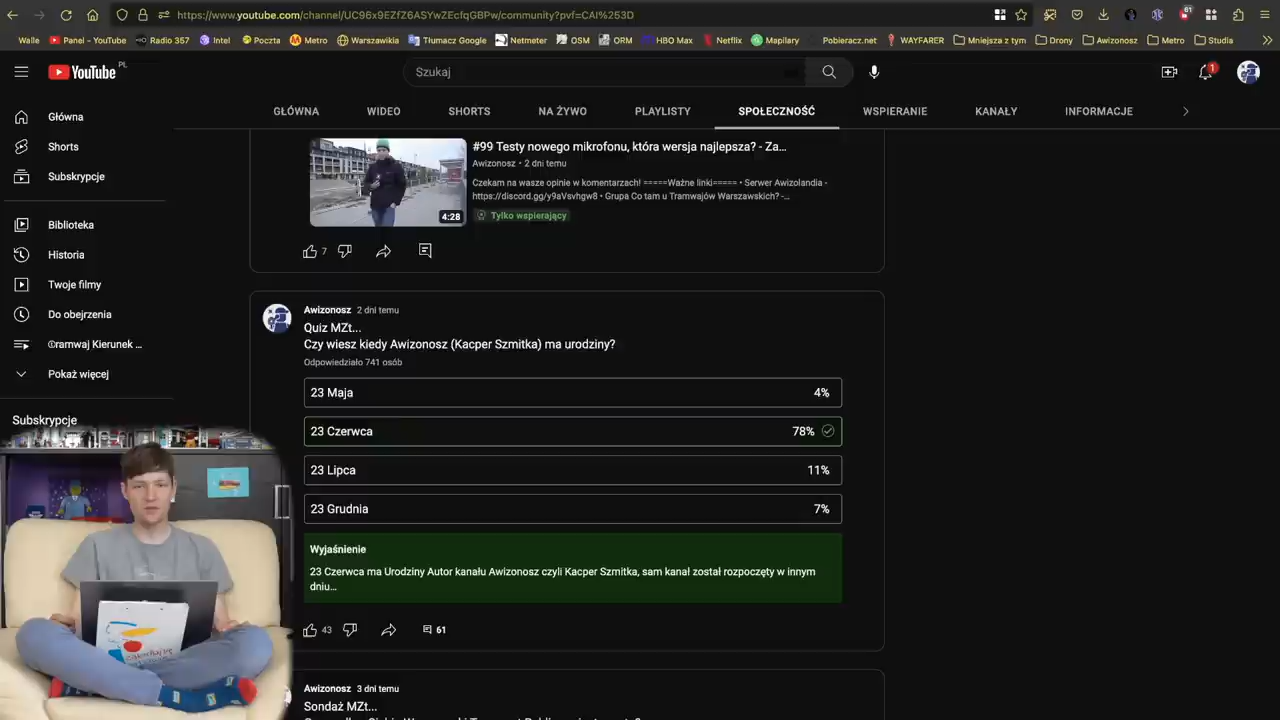 https://www.youtube.com/channel/UC96x9EZfZ6ASYwZEcfqGBPw/community?pvf=CAI%253D
61
Walle
Panel - YouTube
Radio 357
Intel
Poczta
Metro
Warszawikia
Tłumacz Google
Netmeter
OSM
ORM
HBO Max
Netflix
Mapilary
Pobieracz.net
WAYFARER
Mniejsza z tym
Drony
Awizonosz
Metro
Studia
YouTube PL
Szukaj
1
GŁÓWNA
WIDEO
SHORTS
NA ŻYWO
PLAYLISTY
SPOŁECZNOŚĆ
WSPIERANIE
KANAŁY
INFORMACJE
Główna
Shorts
Subskrypcje
Biblioteka
Historia
Twoje filmy
Do obejrzenia
©ramwaj Kierunek ...
Pokaż więcej
Subskrypcje
4:28
#99 Testy nowego mikrofonu, która wersja najlepsza? - Za...
Awizonosz • 2 dni temu
Czekam na wasze opinie w komentarzach! =====Ważne linki===== • Serwer Awizolandia -
https://discord.gg/y9aVsvhgw8 • Grupa Co tam u Tramwajów Warszawskich? -...
Tylko wspierający
7
Awizonosz 2 dni temu
Quiz MZt...
Czy wiesz kiedy Awizonosz (Kacper Szmitka) ma urodziny?
Odpowiedziało 741 osób
23 Maja 4%
23 Czerwca 78%
23 Lipca 11%
23 Grudnia 7%
Wyjaśnienie
23 Czerwca ma Urodziny Autor kanału Awizonosz czyli Kacper Szmitka, sam kanał został rozpoczęty w innym
dniu...
43
61
Awizonosz 3 dni temu
Sondaż MZt...